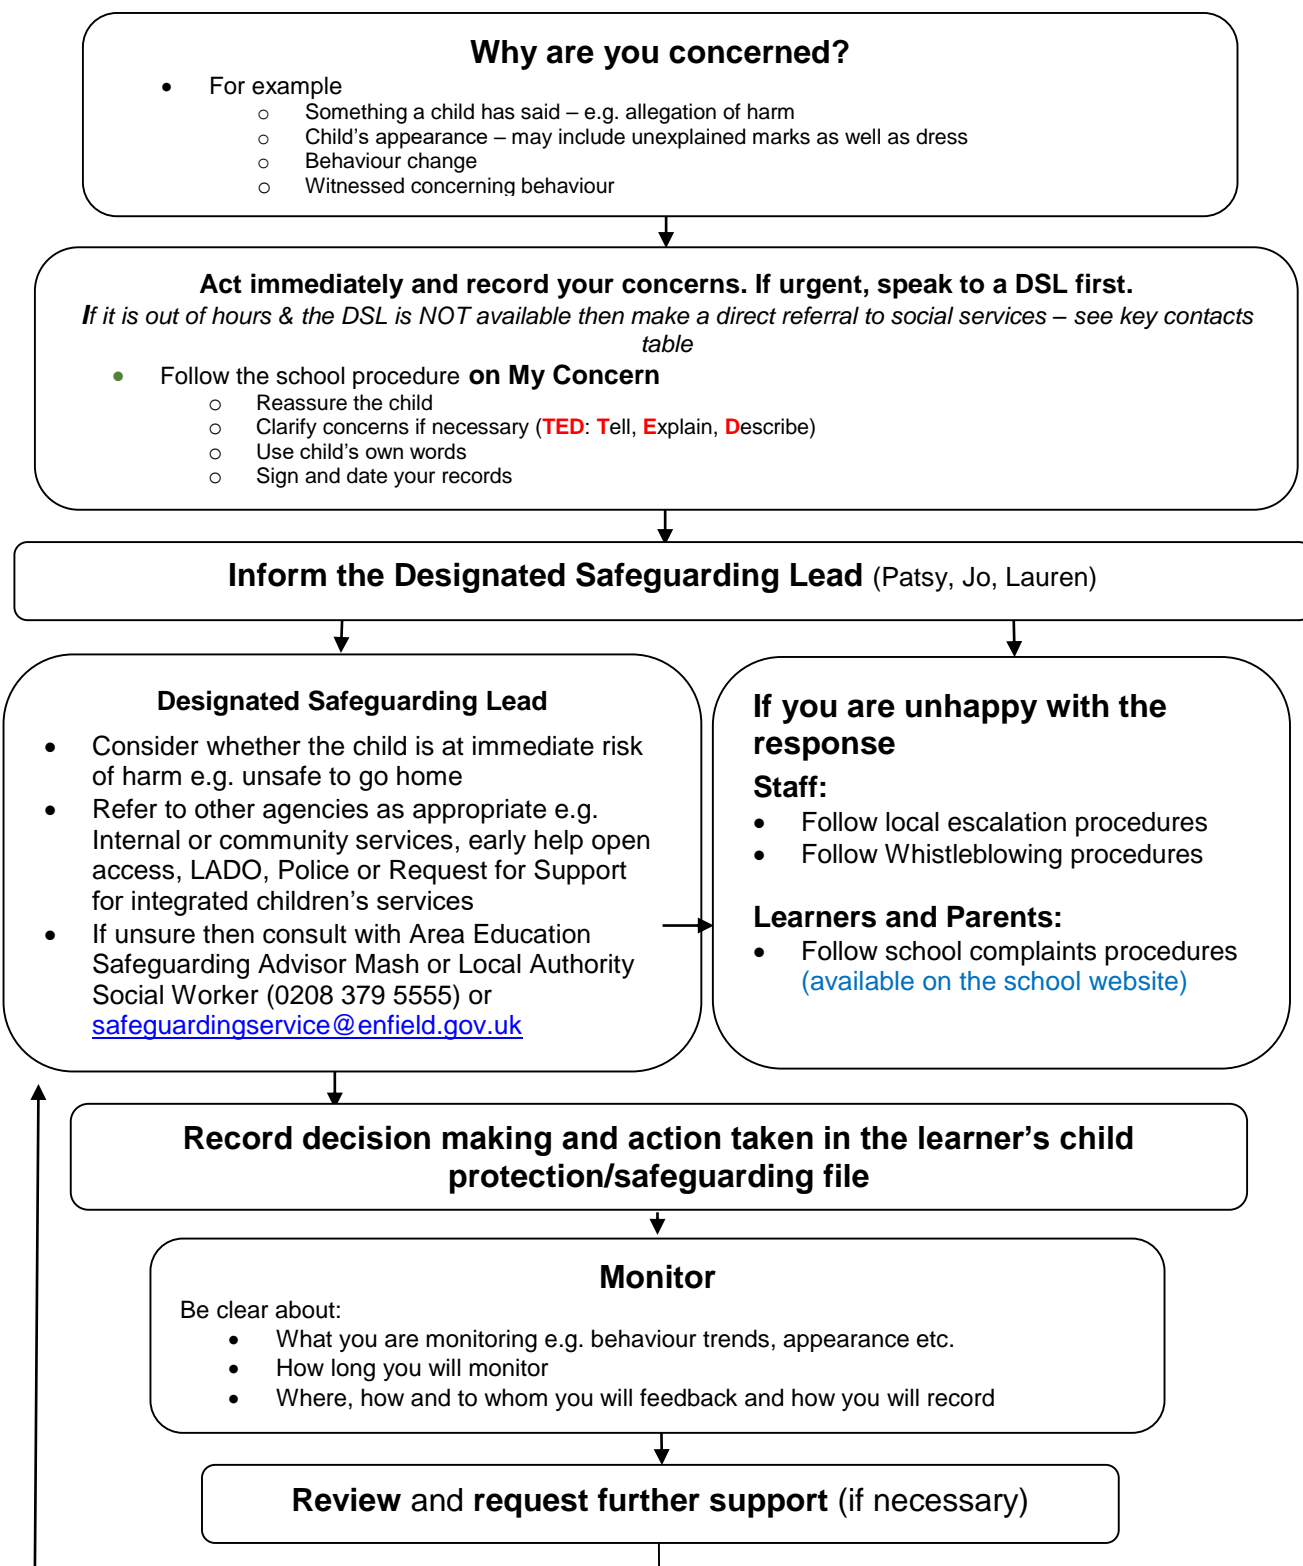 Why are you concerned?
• For example
o Something a child has said – e.g. allegation of harm
o Child's appearance – may include unexplained marks as well as dress
o Behaviour change
o Witnessed concerning behaviour
Act immediately and record your concerns. If urgent, speak to a DSL first.
If it is out of hours & the DSL is NOT available then make a direct referral to social services – see key contacts
table
• Follow the school procedure on My Concern
o Reassure the child
o Clarify concerns if necessary (TED: Tell, Explain, Describe)
o Use child's own words
o Sign and date your records
Inform the Designated Safeguarding Lead (Patsy, Jo, Lauren)
Designated Safeguarding Lead
• Consider whether the child is at immediate risk
of harm e.g. unsafe to go home
• Refer to other agencies as appropriate e.g.
Internal or community services, early help open
access, LADO, Police or Request for Support
for integrated children's services
• If unsure then consult with Area Education
Safeguarding Advisor Mash or Local Authority
Social Worker (0208 379 5555) or
safeguardingservice@enfield.gov.uk
If you are unhappy with the
response
Staff:
• Follow local escalation procedures
• Follow Whistleblowing procedures
Learners and Parents:
• Follow school complaints procedures
(available on the school website)
Record decision making and action taken in the learner's child
protection/safeguarding file
Monitor
Be clear about:
• What you are monitoring e.g. behaviour trends, appearance etc.
• How long you will monitor
• Where, how and to whom you will feedback and how you will record
Review and request further support (if necessary)